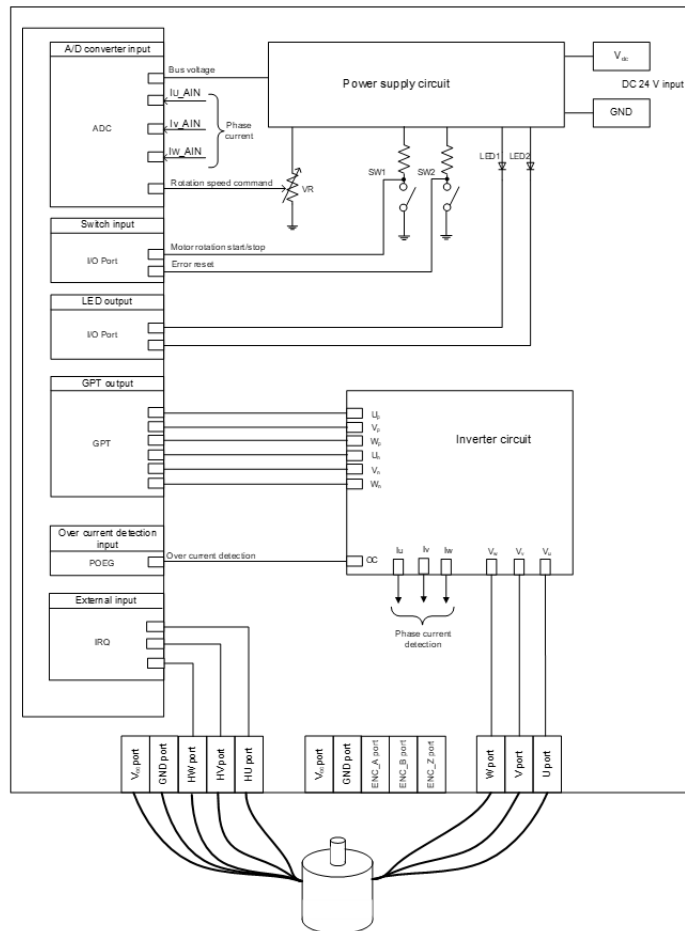 A/D converter input
ADC
Bus voltage
IU_AIN
IV_AIN
IW_AIN
Phase
current
Rotation speed command
VR
Power supply circuit
Vdc
DC 24 V input
GND
SW1
SW2
LED1
LED2
Switch input
I/O Port
Motor rotation start/stop
Error reset
LED output
I/O Port
GPT output
GPT
Up
Vp
Wp
Un
Vn
Wn
Inverter circuit
Over current detection
input
POEG
Over current detection
OC
Iu
Iv
Iw
Vw
Vv
Vu
Phase current
detection
External input
IRQ
Vcc port
GND port
HW port
HV port
HU port
Vcc port
GND port
ENC_A port
ENC_B port
ENC_Z port
W port
V port
U port